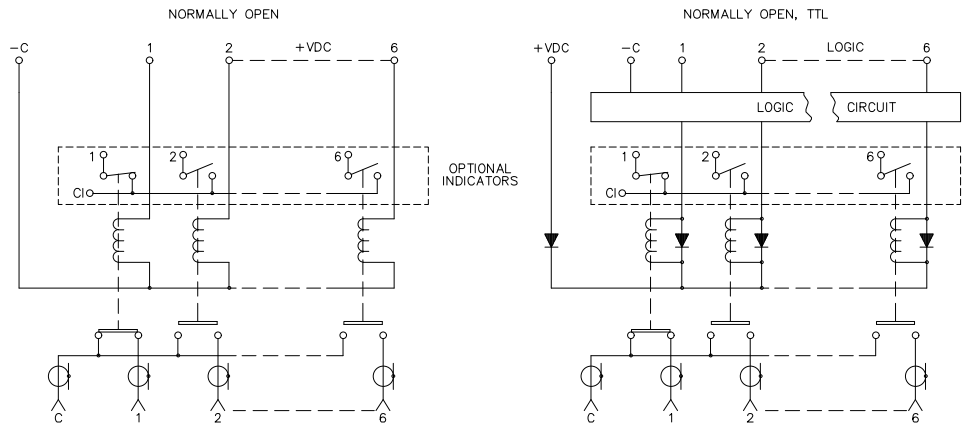 NORMALLY OPEN
NORMALLY OPEN, TTL
-C 1 2 +VDC 6
+VDC -C 1 2 LOGIC 6
LOGIC CIRCUIT
1 2 6
OPTIONAL
INDICATORS
CI
1 2 6
CI
C 1 2 6
C 1 2 6